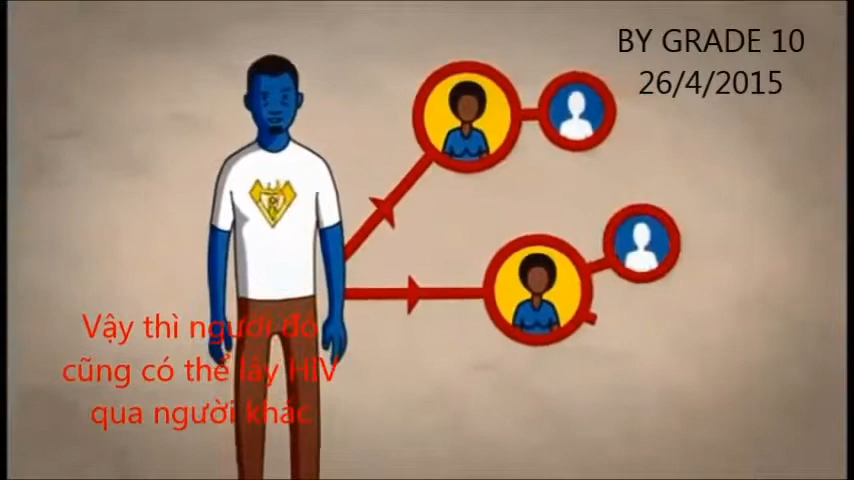 BY GRADE 10
26/4/2015
Vậy thì người đó
cũng có thể lây HIV
qua người khác